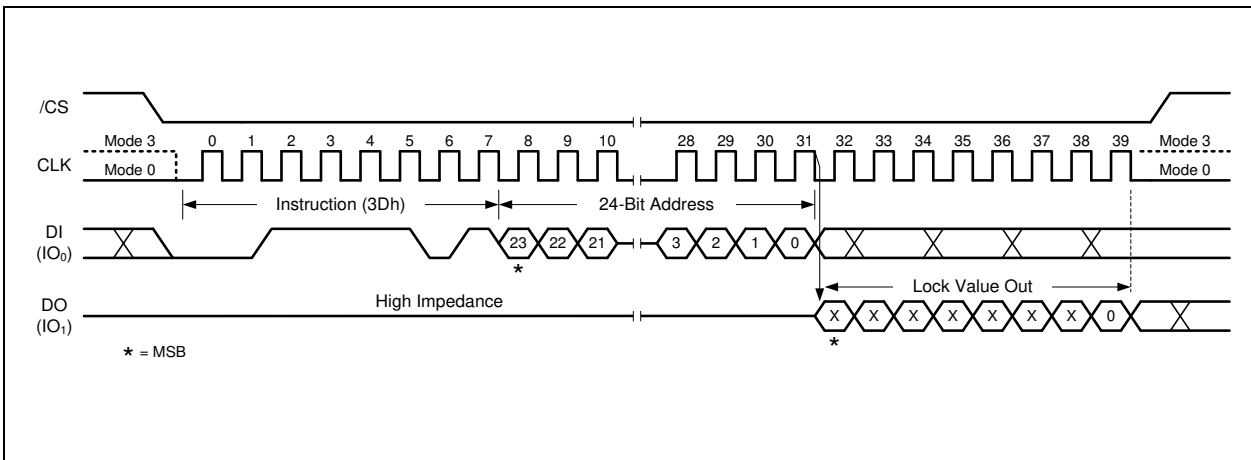 /CS
Mode 3 0 1 2 3 4 5 6 7 8 9 10 28 29 30 31 32 33 34 35 36 37 38 39 Mode 3
CLK
Mode 0 Mode 0
Instruction (3Dh) 24-Bit Address
DI
(IO₀)
23 22 21 3 2 1 0
*
Lock Value Out
High Impedance
DO
(IO₁)
X X X X X X X 0
*
* = MSB